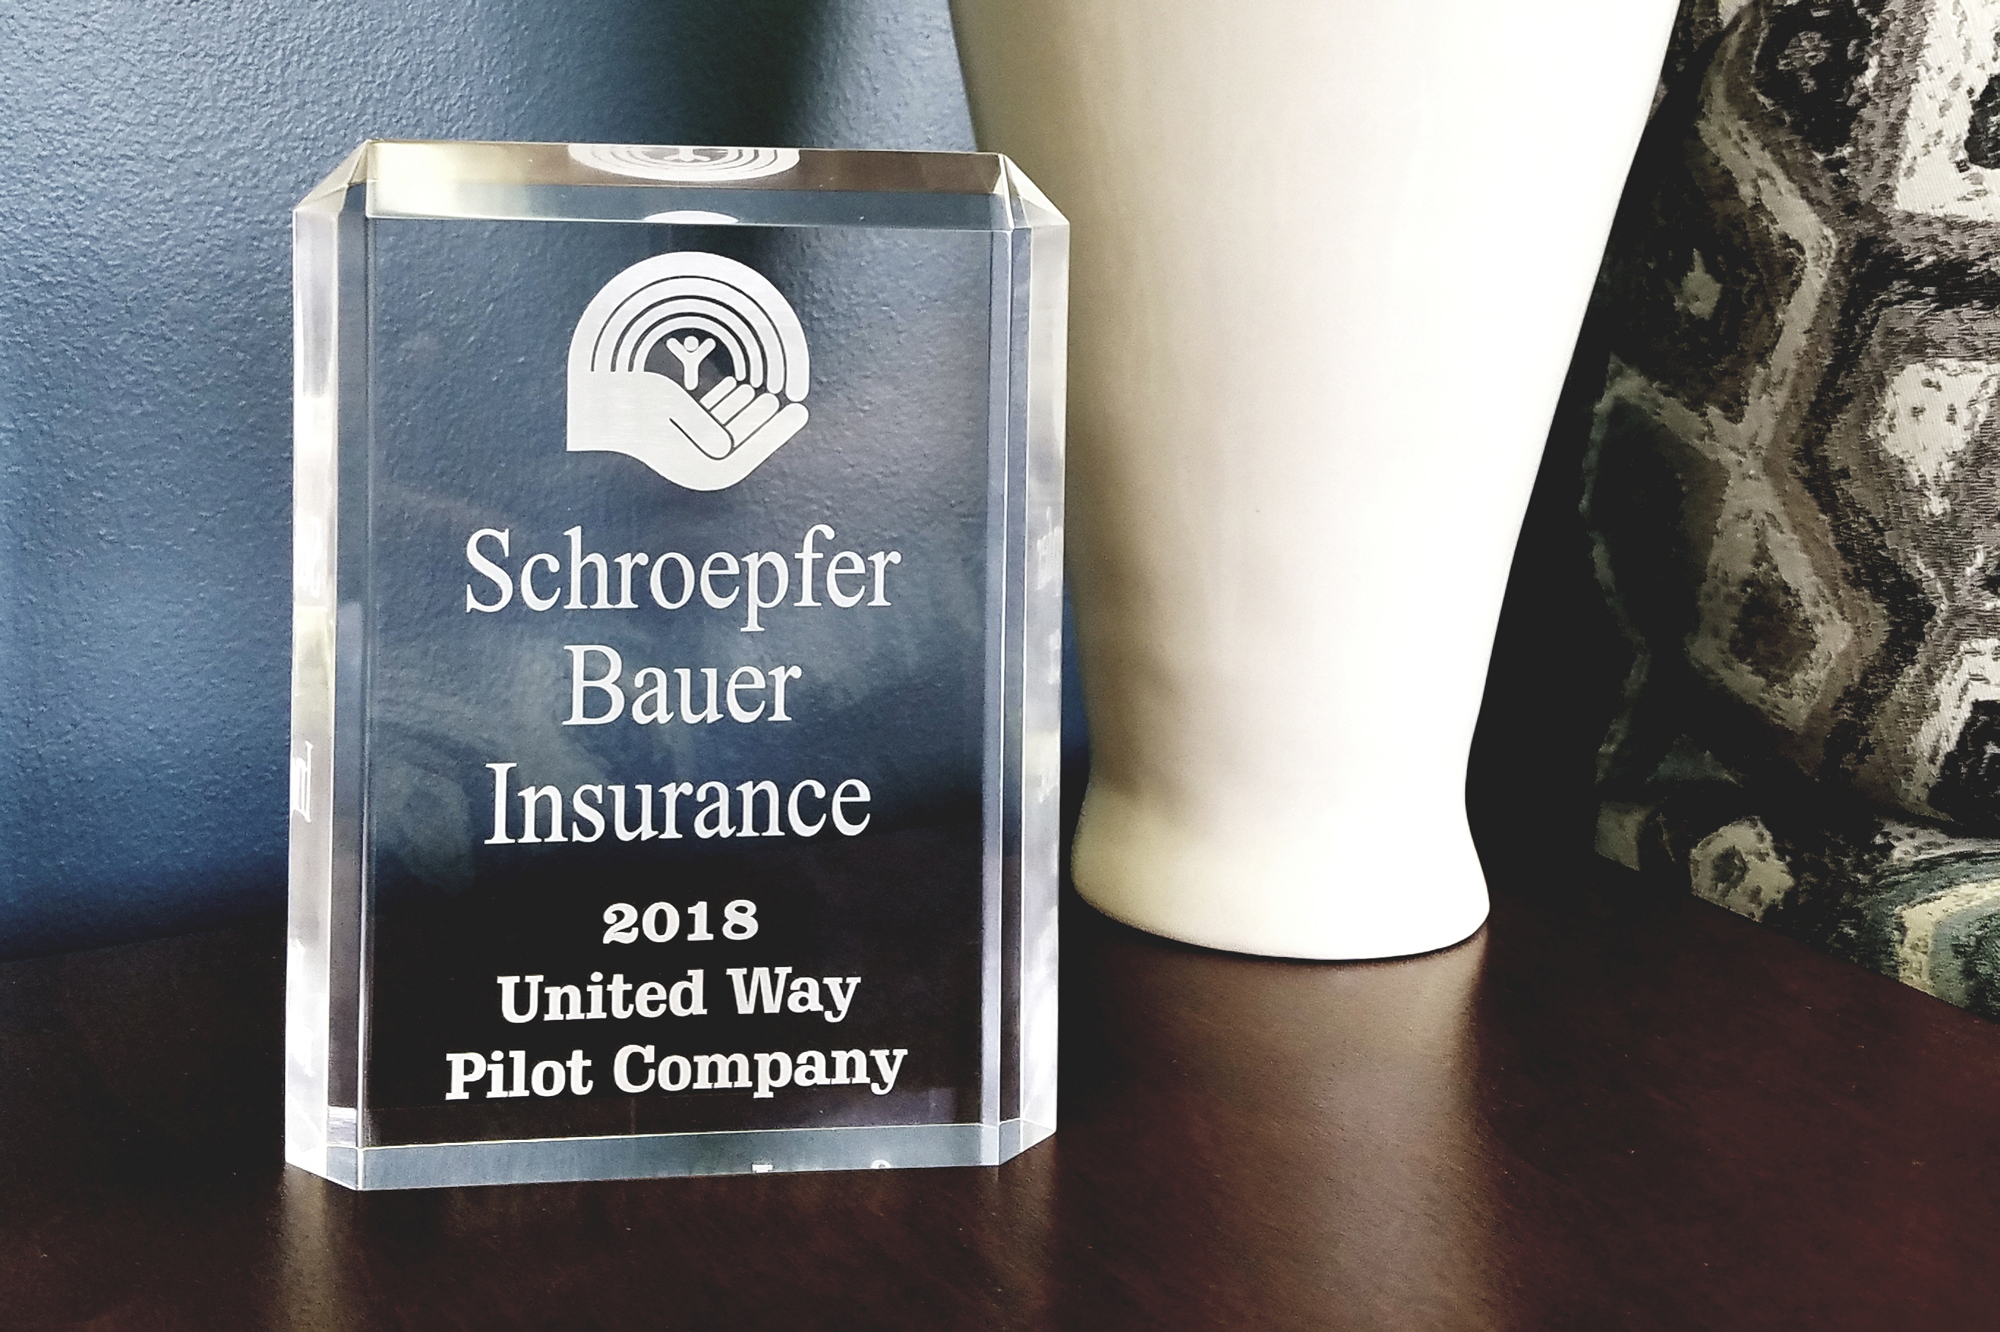 Schroepfer
Bauer
Insurance
2018
United Way
Pilot Company